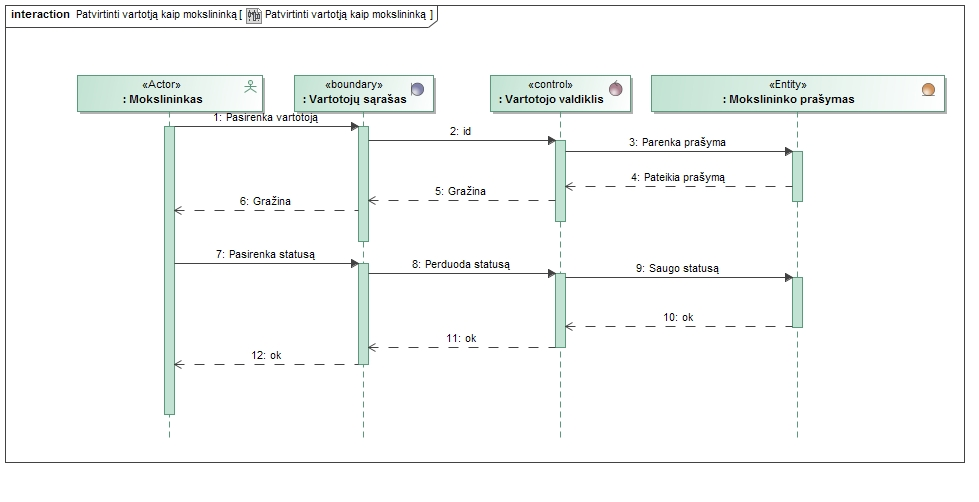 interaction Patvirtinti vartotją kaip mokslininką [ Patvirtinti vartotją kaip mokslininką ]
«Actor»
: Mokslininkas
«boundary»
: Vartotojų sąrašas
«control»
: Vartotojo valdiklis
«Entity»
: Mokslininko prašymas
1: Pasirenka vartotoją
2: id
3: Parenka prašyma
4: Pateikia prašymą
5: Gražina
6: Gražina
7: Pasirenka statusą
8: Perduoda statusą
9: Saugo statusą
10: ok
11: ok
12: ok